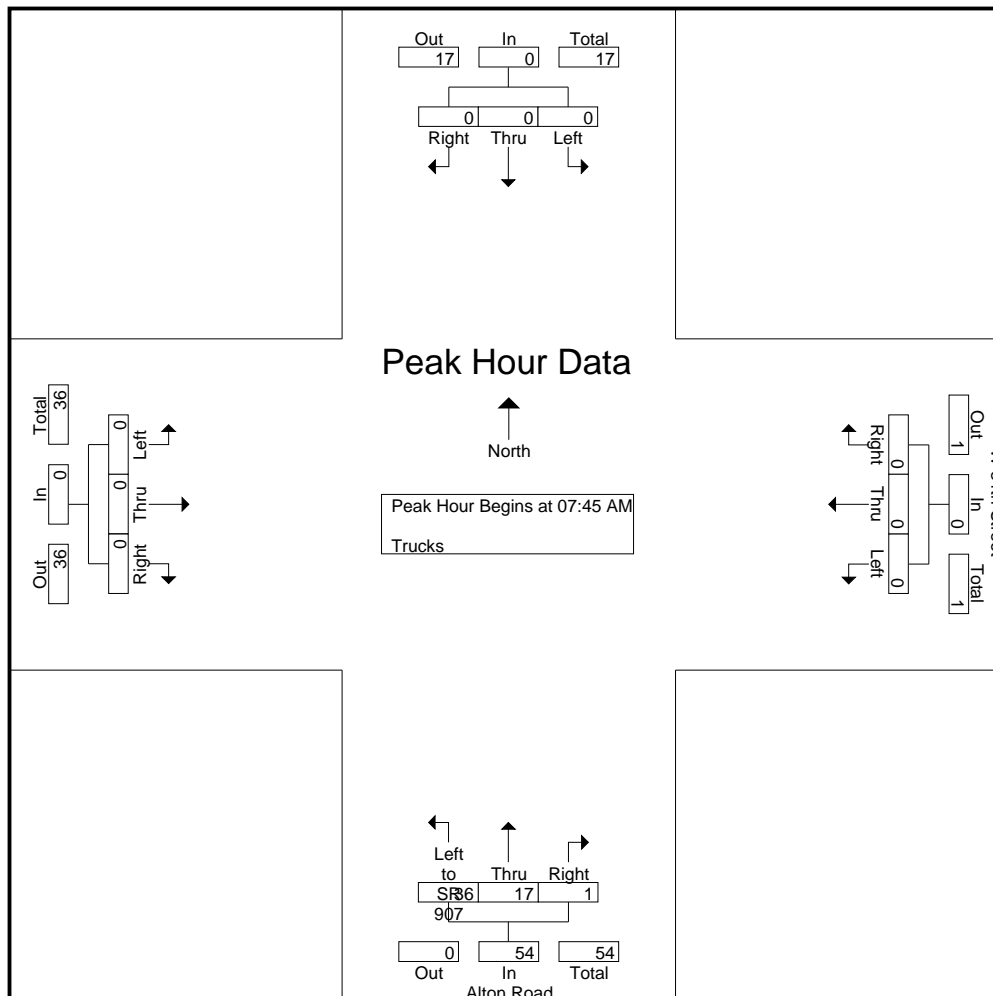 Out In Total
17 0 17
0 0 0
Right Thru Left
Peak Hour Data
North
Peak Hour Begins at 07:45 AM
Trucks
Total 36
In 0
Out 36
Left 0
Thru 0
Right 0
Right 0
Thru 0
Left 0
Out 1
In 0
Total 1
Left
to Thru Right
SR 36 17 1
907
0 54 54
Out In Total
Alton Road